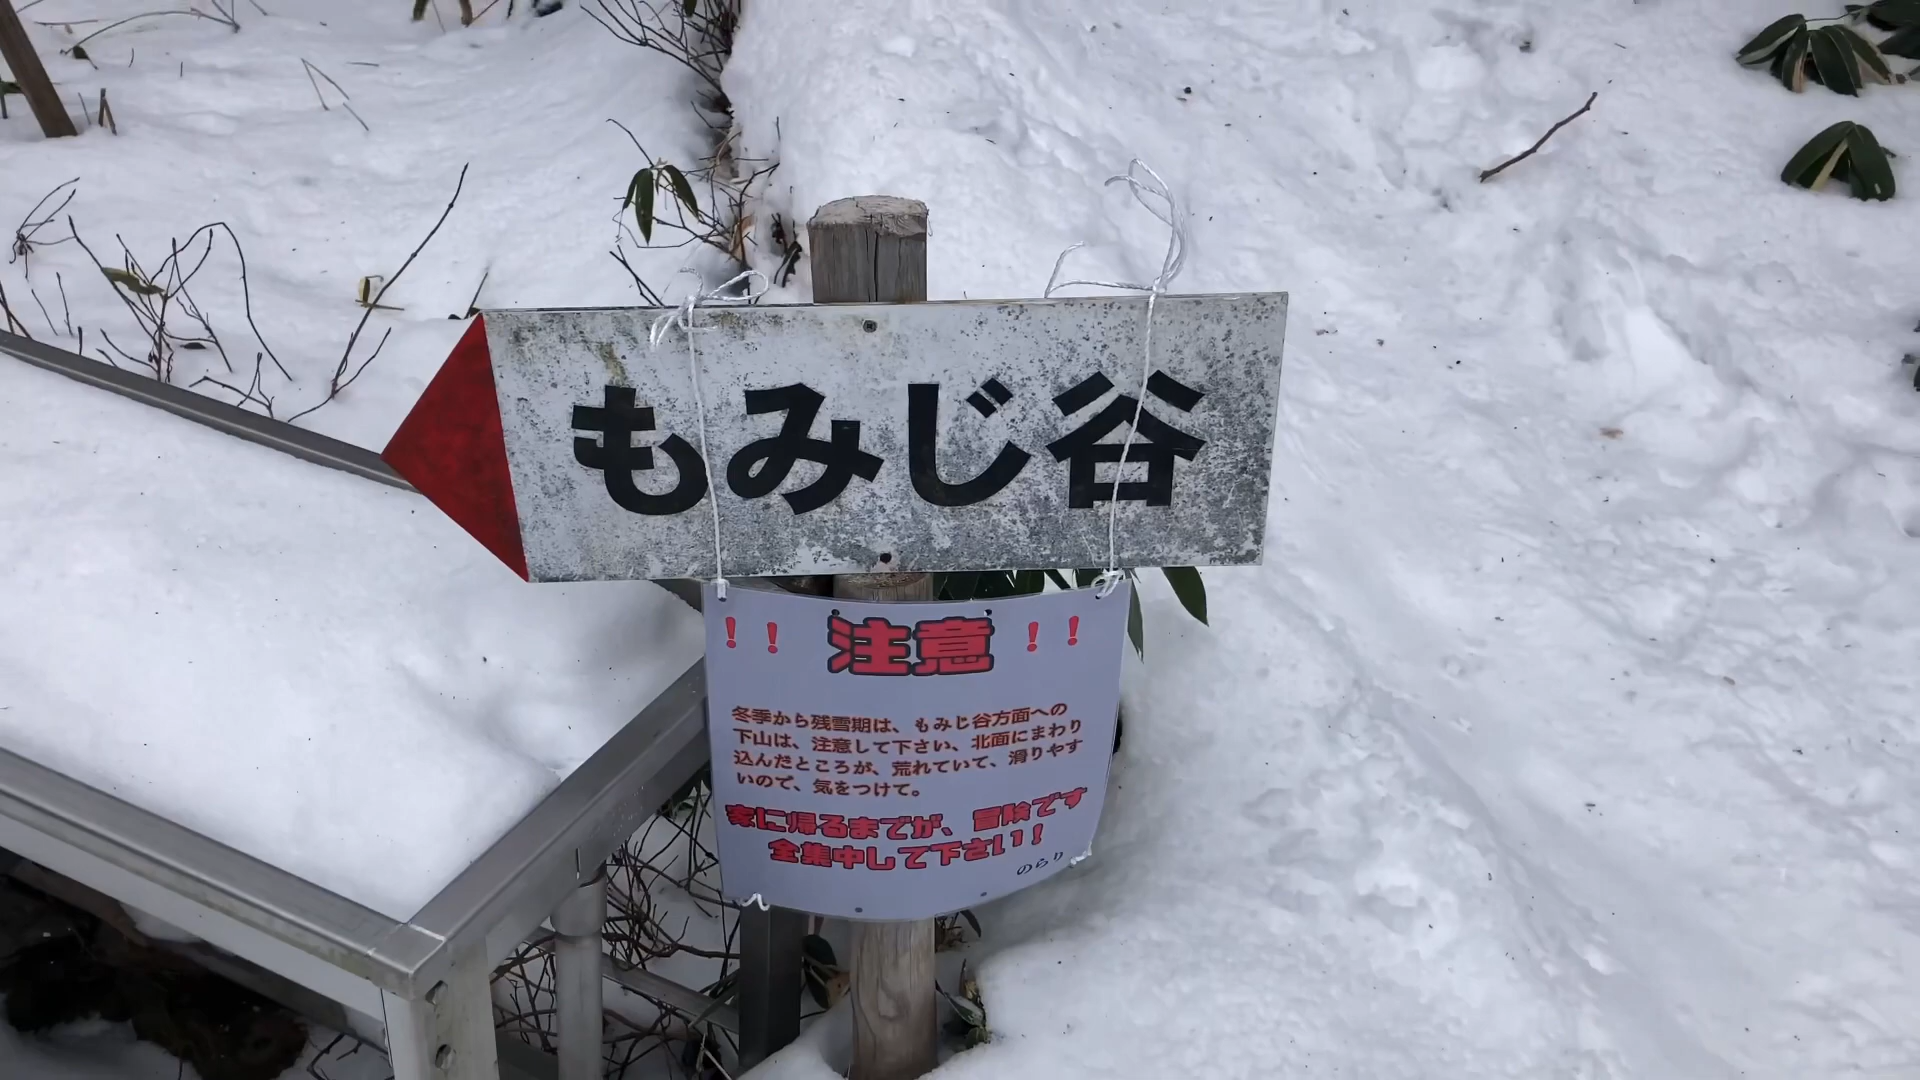 もみじ谷
!! 注意 !!
冬季から残雪期は、もみじ谷方面への
下山は、注意して下さい、北面にまわり
込んだところが、荒れていて、滑りやす
いので、気をつけて。
家に帰るまでが、冒険です
全集中して下さい!
のらり